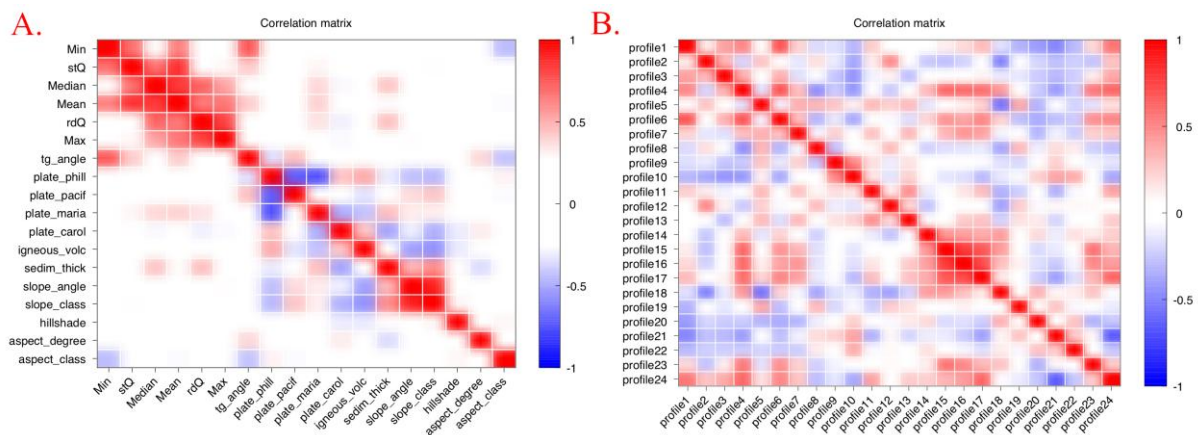 A.
Correlation matrix
Min
stQ
Median
Mean
rdQ
Max
tg_angle
plate_phill
plate_pacif
plate_maria
plate_carol
igneous_volc
sedim_thick
slope_angle
slope_class
hillshade
aspect_degree
aspect_class
1
0.5
0
-0.5
-1
Min
stQ
Median
Mean
rdQ
Max
tg_angle
plate_phill
plate_pacif
plate_maria
plate_carol
igneous_volc
sedim_thick
slope_angle
slope_class
hillshade
aspect_degree
aspect_class
B.
Correlation matrix
profile1
profile2
profile3
profile4
profile5
profile6
profile7
profile8
profile9
profile10
profile11
profile12
profile13
profile14
profile15
profile16
profile17
profile18
profile19
profile20
profile21
profile22
profile23
profile24
1
0.5
0
-0.5
-1
profile1
profile2
profile3
profile4
profile5
profile6
profile7
profile8
profile9
profile10
profile11
profile12
profile13
profile14
profile15
profile16
profile17
profile18
profile19
profile20
profile21
profile22
profile23
profile24